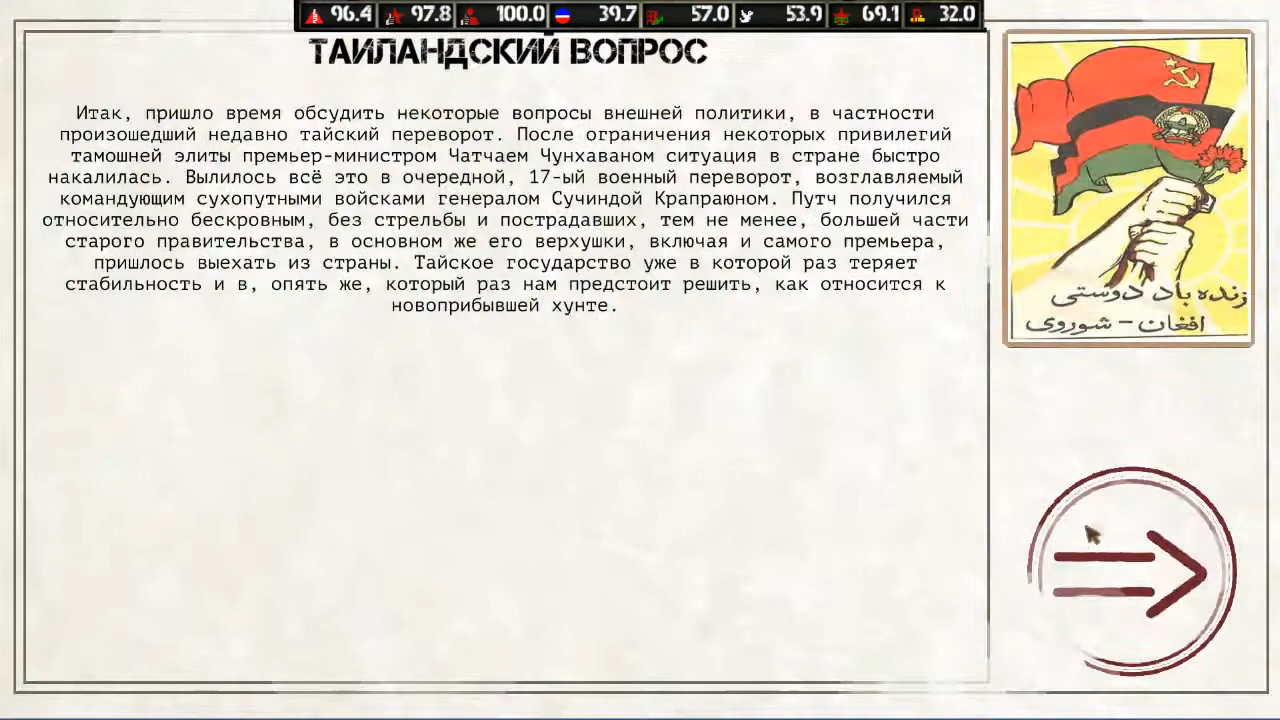 96.4 97.8 100.0 39.7 57.0 53.9 69.1 32.0
ТАИЛАНДСКИЙ ВОПРОС
Итак, пришло время обсудить некоторые вопросы внешней политики, в частности
произошедший недавно тайский переворот. После ограничения некоторых привилегий
тамошней элиты премьер-министром Чатчаем Чунхаваном ситуация в стране быстро
накалилась. Вылилось всё это в очередной, 17-ый военный переворот, возглавляемый
командующим сухопутными войсками генералом Сучиндой Крапраюном. Путч получился
относительно бескровным, без стрельбы и пострадавших, тем не менее, большей части
старого правительства, в основном же его верхушки, включая и самого премьера,
пришлось выехать из страны. Тайское государство уже в которой раз теряет
стабильность и в, опять же, который раз нам предстоит решить, как относится к
новоприбывшей хунте.
زنده باد دوستی
افغان - شوروی